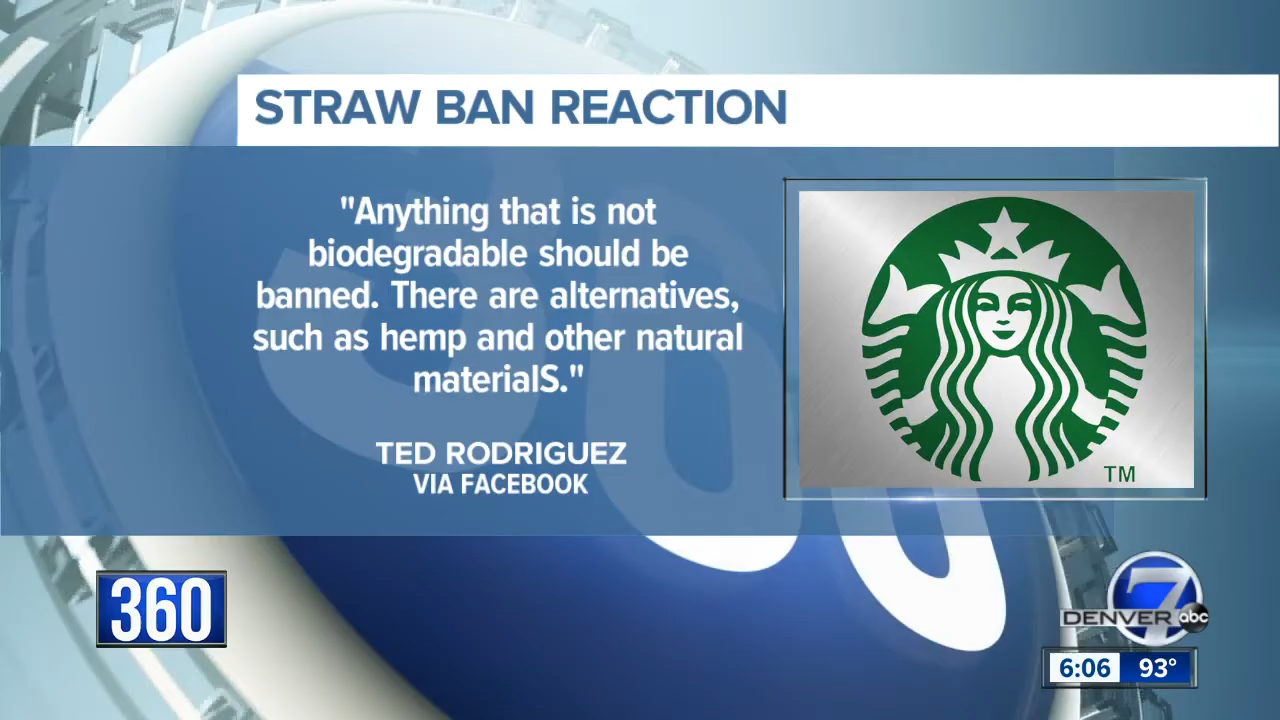 STRAW BAN REACTION
"Anything that is not
biodegradable should be
banned. There are alternatives,
such as hemp and other natural
materialS."
TED RODRIGUEZ
VIA FACEBOOK
TM
360
DENVER 7 abc
6:06 93°